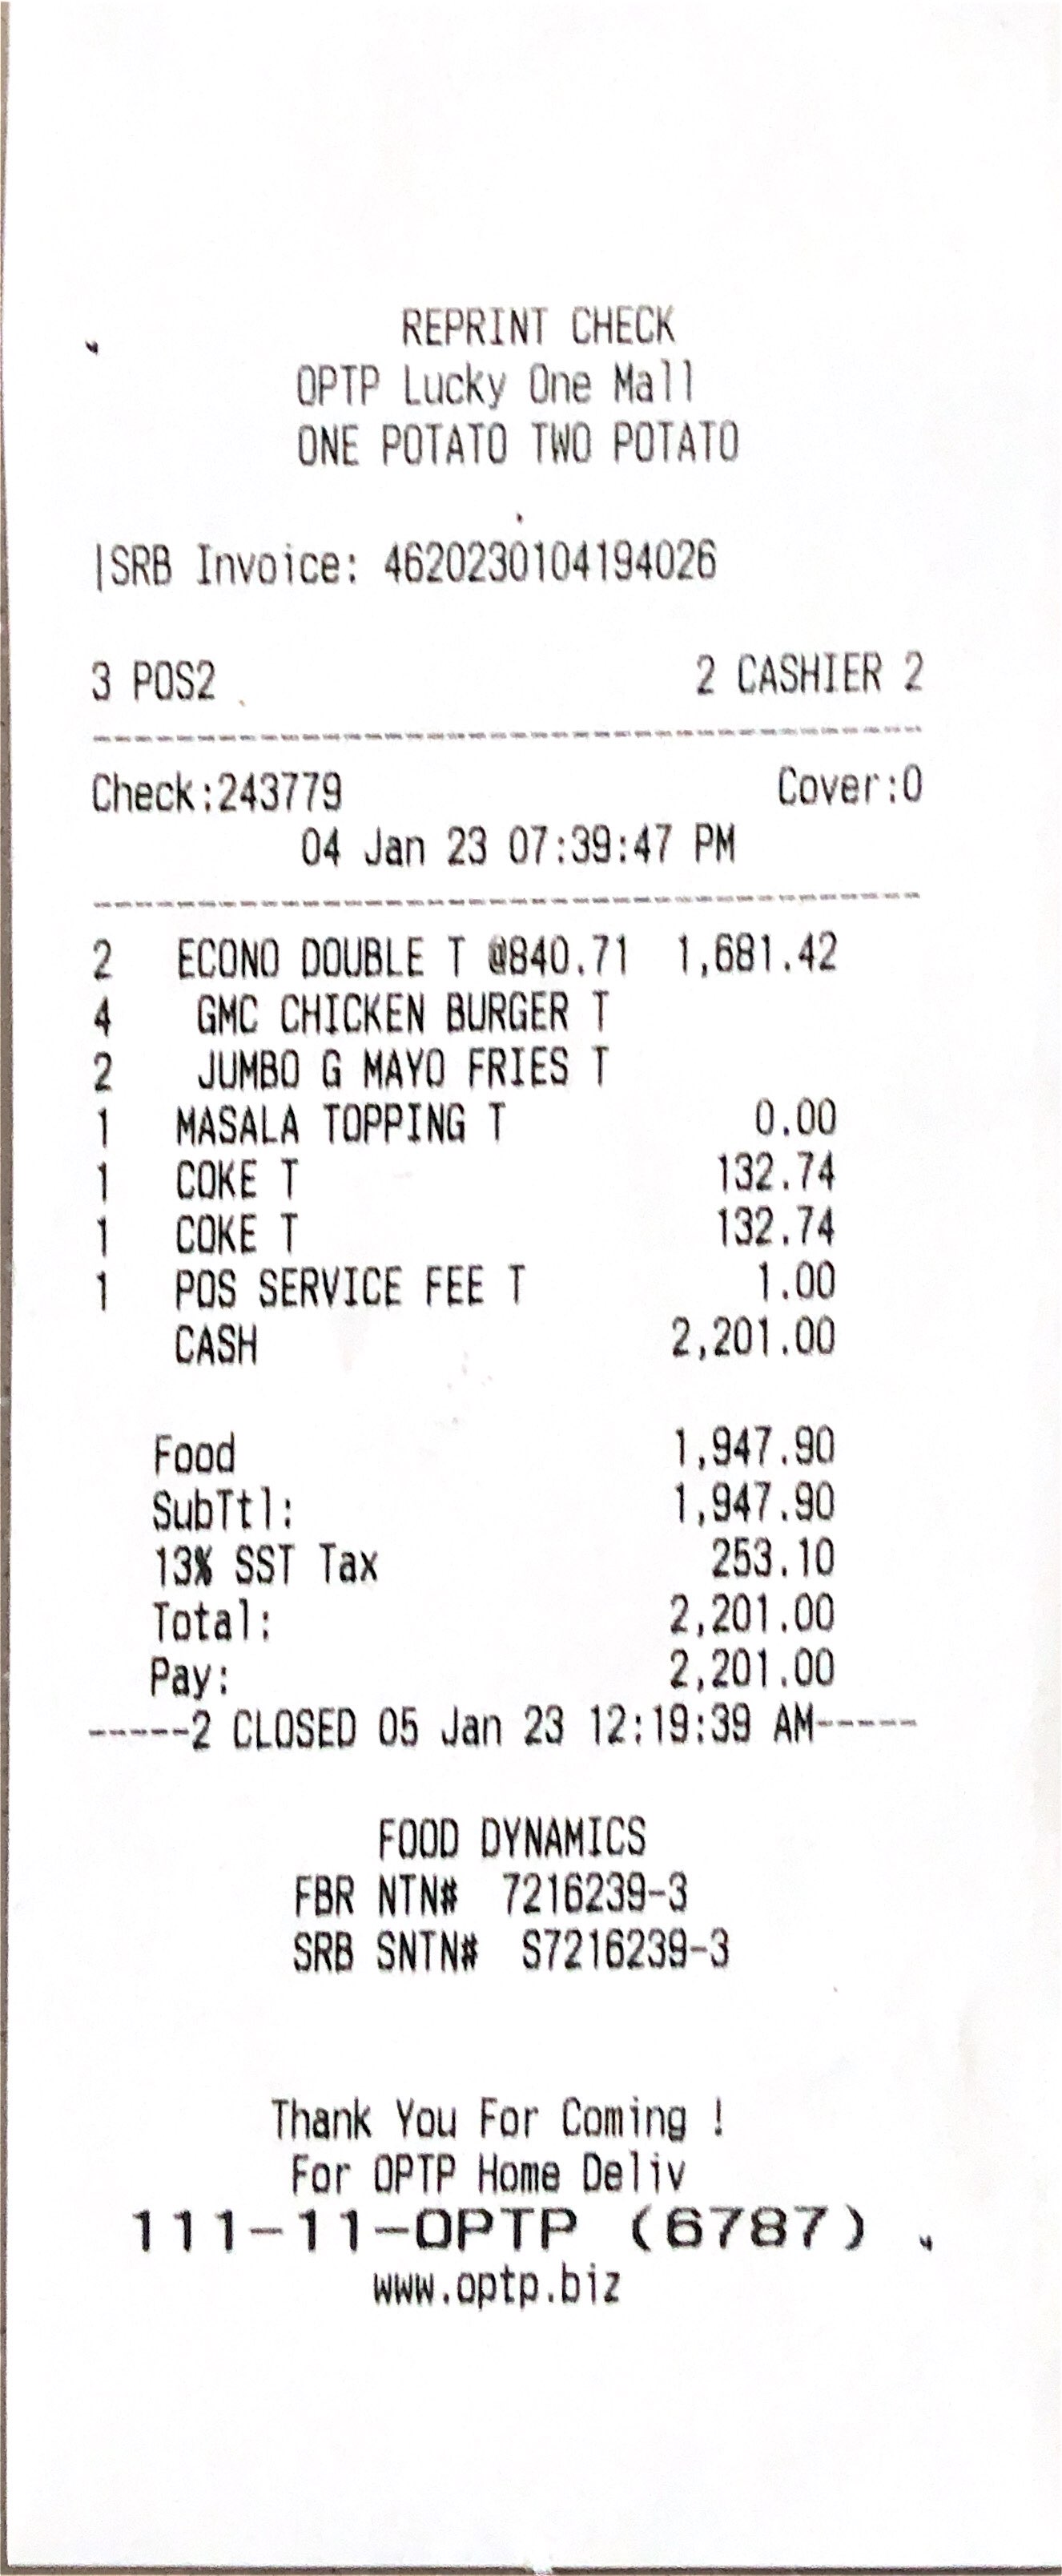 REPRINT CHECK
OPTP Lucky One Mall
ONE POTATO TWO POTATO
|SRB Invoice: 4620230104194026
3 POS2 2 CASHIER 2
Check:243779 Cover:0
04 Jan 23 07:39:47 PM
2 ECONO DOUBLE T @840.71 1,681.42
4 GMC CHICKEN BURGER T
2 JUMBO G MAYO FRIES T
1 MASALA TOPPING T 0.00
1 COKE T 132.74
1 COKE T 132.74
1 POS SERVICE FEE T 1.00
CASH 2,201.00
Food 1,947.90
SubTtl: 1,947.90
13% SST Tax 253.10
Total: 2,201.00
Pay: 2,201.00
-----2 CLOSED 05 Jan 23 12:19:39 AM-----
FOOD DYNAMICS
FBR NTN# 7216239-3
SRB SNTN# S7216239-3
Thank You For Coming !
For OPTP Home Deliv
111-11-OPTP (6787)
www.optp.biz